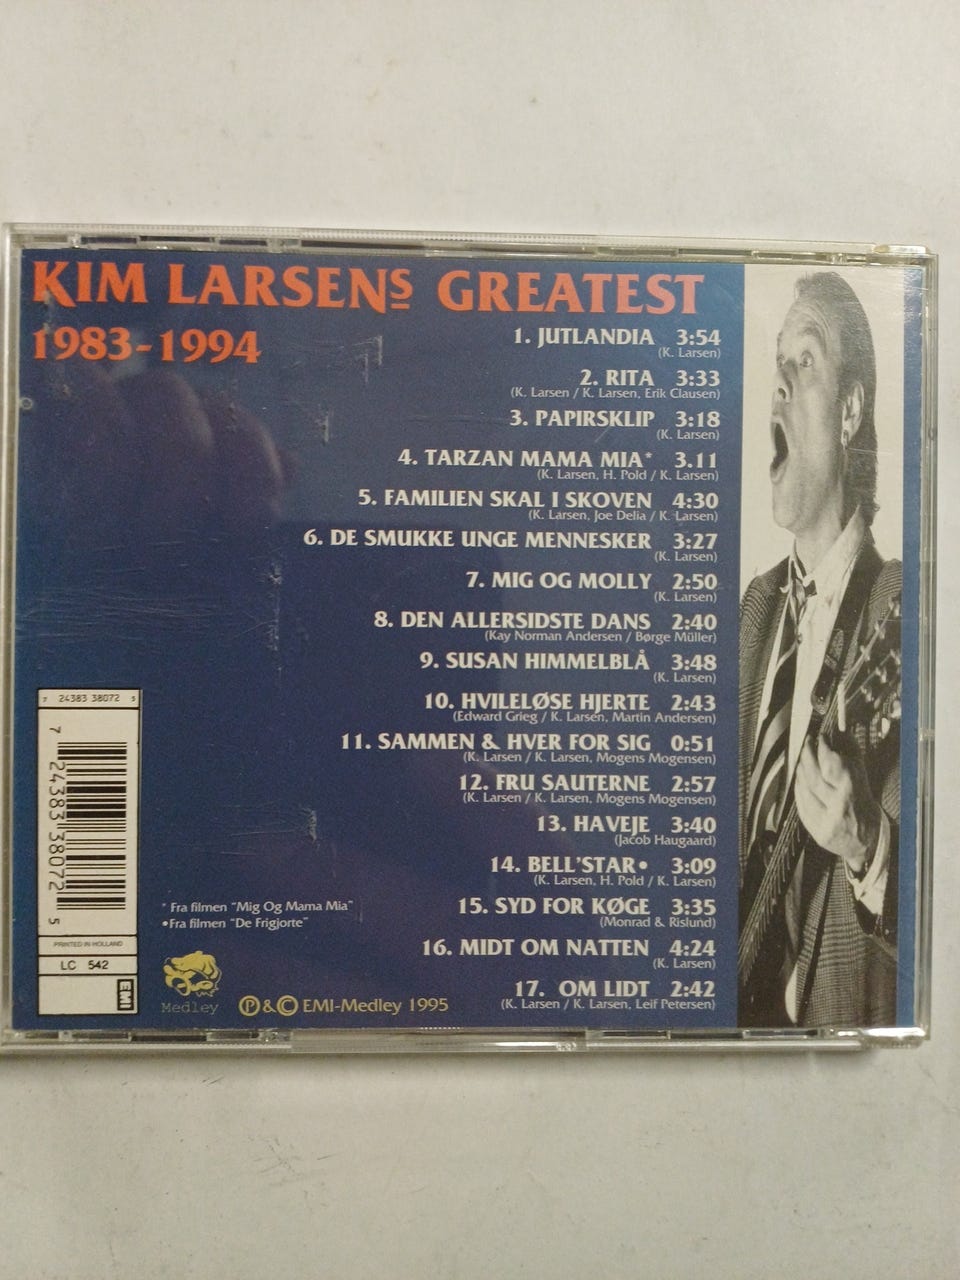 KIM LARSENS GREATEST
1983-1994
1. JUTLANDIA 3:54
(K. Larsen)
2. RITA 3:33
(K. Larsen / K. Larsen, Erik Clausen)
3. PAPIRSKLIP 3:18
(K. Larsen)
4. TARZAN MAMA MIA* 3.11
(K. Larsen, H. Pold / K. Larsen)
5. FAMILIEN SKAL I SKOVEN 4:30
(K. Larsen, Joe Delia / K. Larsen)
6. DE SMUKKE UNGE MENNESKER 3:27
(K. Larsen)
7. MIG OG MOLLY 2:50
(K. Larsen)
8. DEN ALLERSIDSTE DANS 2:40
(Kay Norman Andersen / Børge Müller)
9. SUSAN HIMMELBLÅ 3:48
(K. Larsen)
10. HVILELØSE HJERTE 2:43
(Edward Grieg / K. Larsen, Martin Andersen)
11. SAMMEN & HVER FOR SIG 0:51
(K. Larsen / K. Larsen, Mogens Mogensen)
12. FRU SAUTERNE 2:57
(K. Larsen / K. Larsen, Mogens Mogensen)
13. HAVEJE 3:40
(Jacob Haugaard)
14. BELL'STAR• 3:09
(K. Larsen, H. Pold / K. Larsen)
15. SYD FOR KØGE 3:35
(Monrad & Rislund)
16. MIDT OM NATTEN 4:24
(K. Larsen)
17. OM LIDT 2:42
(K. Larsen / K. Larsen, Leif Petersen)
7 24383 38072 5
7 24383 38072 5
PRINTED IN HOLLAND
LC 542
EMI
* Fra filmen "Mig Og Mama Mia"
•Fra filmen "De Frigjorte"
Medley
Ⓟ & © EMI-Medley 1995